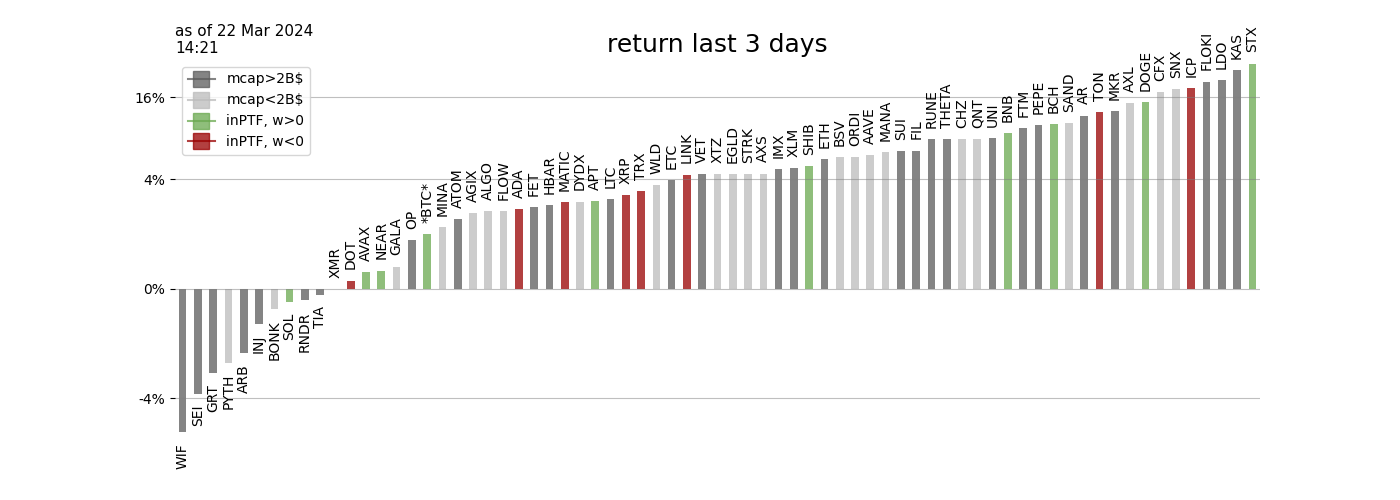 as of 22 Mar 2024
14:21
return last 3 days
mcap>2B$
mcap<2B$
inPTF, w>0
inPTF, w<0
16%
4%
0%
-4%
WIF
SEI
GRT
PYTH
ARB
INJ
BONK
SOL
RNDR
TIA
XMR
DOT
AVAX
NEAR
GALA
OP
*BTC*
MINA
ATOM
AGIX
ALGO
FLOW
ADA
FET
HBAR
MATIC
DYDX
APT
LTC
XRP
TRX
WLD
ETC
LINK
VET
XTZ
EGLD
STRK
AXS
IMX
XLM
SHIB
ETH
BSV
ORDI
AAVE
MANA
SUI
FIL
RUNE
THETA
CHZ
QNT
UNI
BNB
FTM
PEPE
BCH
SAND
AR
TON
MKR
AXL
DOGE
CFX
SNX
ICP
FLOKI
LDO
KAS
STX